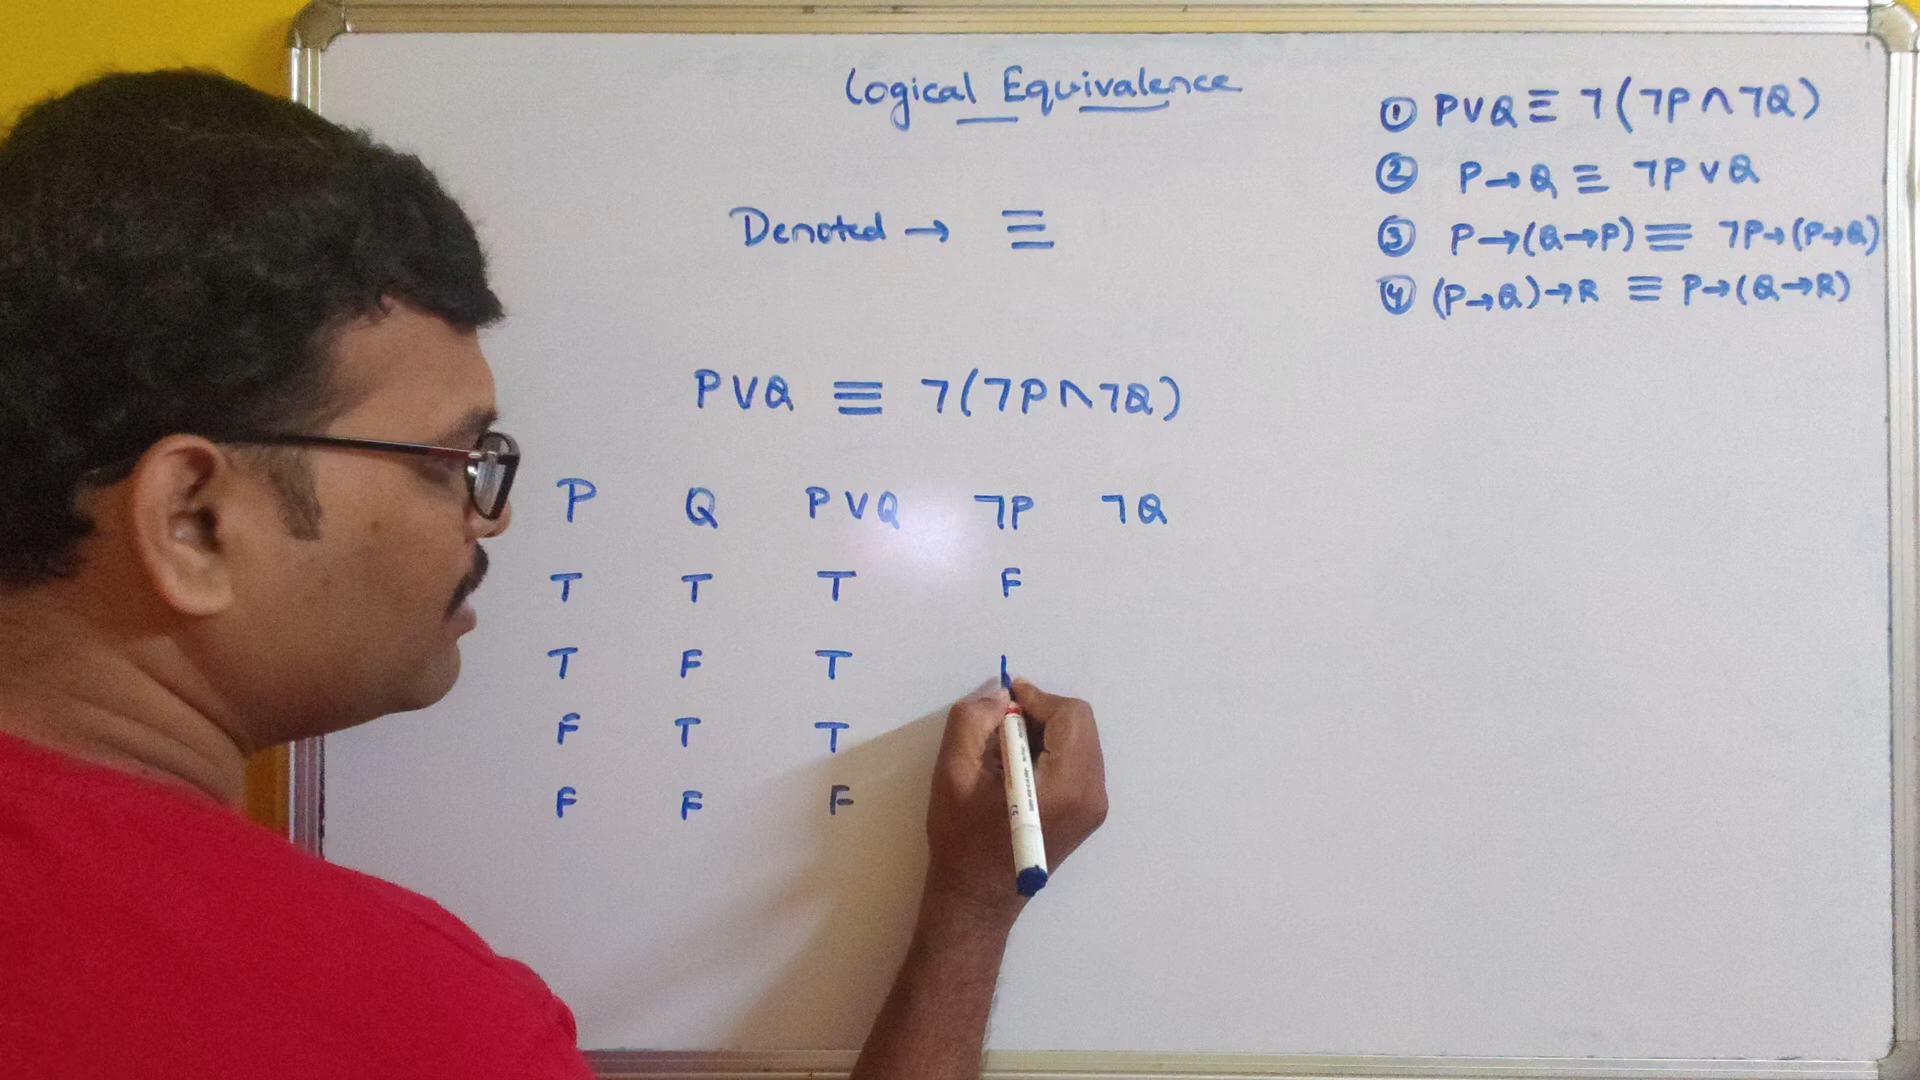 Logical Equivalence
Denoted → ≡
① P∨Q ≡ ¬(¬P∧¬Q)
② P→Q ≡ ¬P∨Q
③ P→(Q→P) ≡ ¬P→(P→Q)
④ (P→Q)→R ≡ P→(Q→R)
P∨Q ≡ ¬(¬P∧¬Q)
P Q P∨Q ¬P ¬Q
T T T F
T F T
F T T
F F F